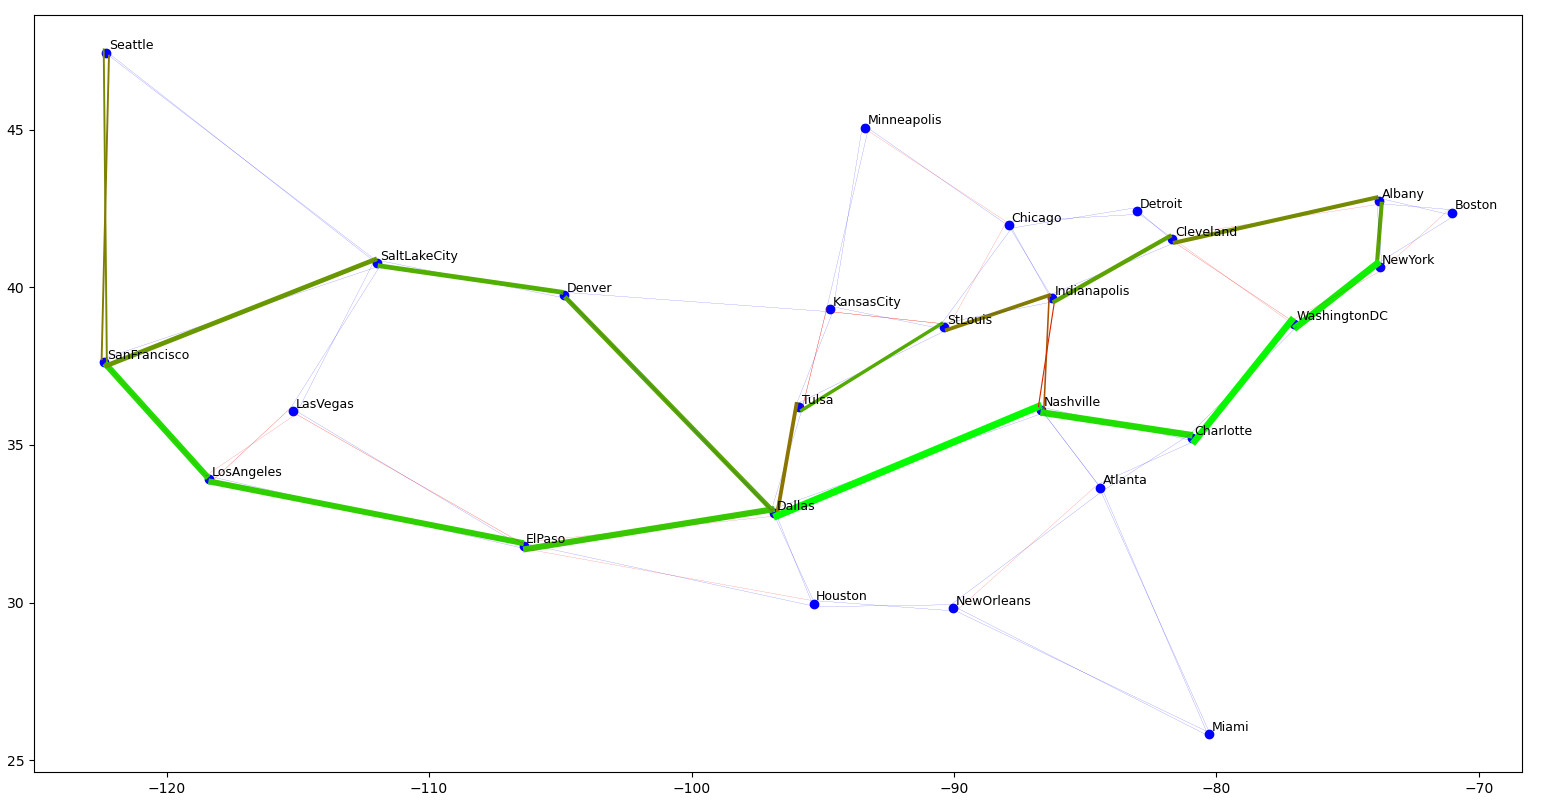 Seattle
Minneapolis
Albany
Detroit
Boston
Chicago
Cleveland
SaltLakeCity
NewYork
Denver
Indianapolis
KansasCity
WashingtonDC
StLouis
SanFrancisco
LasVegas
Tulsa
Nashville
Charlotte
LosAngeles
Atlanta
Dallas
ElPaso
Houston
NewOrleans
Miami
45
40
35
30
25
−120
−110
−100
−90
−80
−70